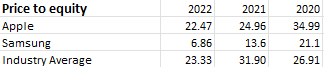 Price to equity 2022 2021 2020
Apple 22.47 24.96 34.99
Samsung 6.86 13.6 21.1
Industry Average 23.33 31.90 26.91